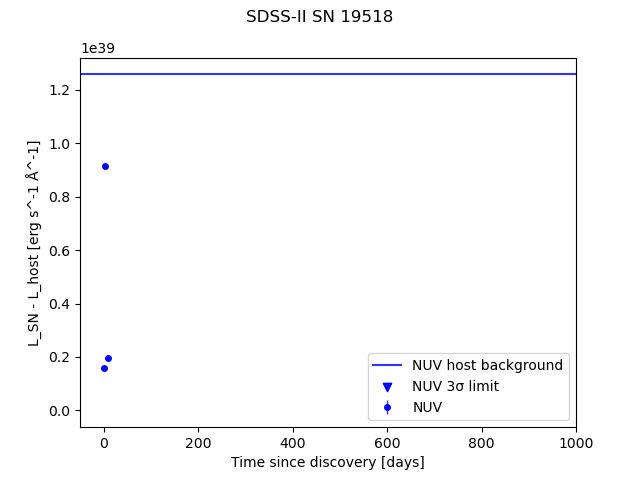 SDSS-II SN 19518
1e39
L_SN - L_host [erg s^-1 Å^-1]
1.2
1.0
0.8
0.6
0.4
0.2
0.0
NUV host background
NUV 3σ limit
NUV
0 200 400 600 800 1000
Time since discovery [days]